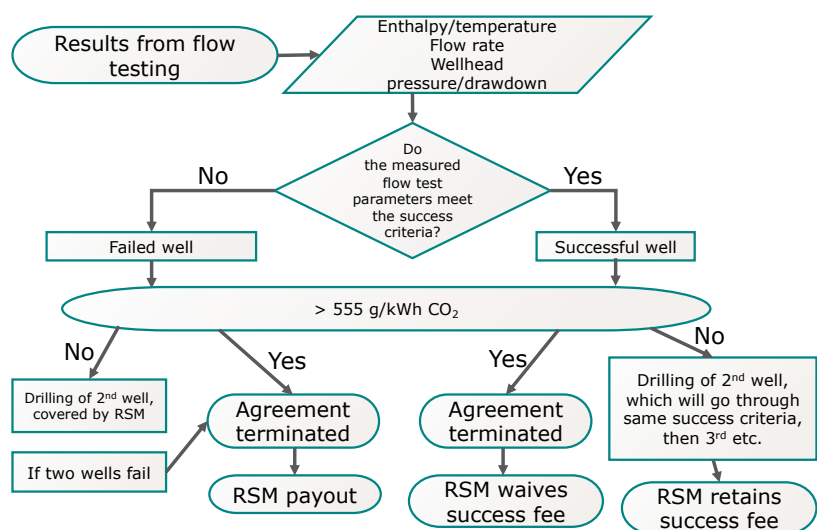 Results from flow
testing
Enthalpy/temperature
Flow rate
Wellhead
pressure/drawdown
Do
the measured
flow test
parameters meet
the success
criteria?
No
Yes
Failed well
Successful well
> 555 g/kWh CO₂
No
Yes
Yes
No
Drilling of 2ⁿᵈ well,
covered by RSM
Agreement
terminated
Agreement
terminated
Drilling of 2ⁿᵈ well,
which will go through
same success criteria,
then 3ʳᵈ etc.
If two wells fail
RSM payout
RSM waives
success fee
RSM retains
success fee